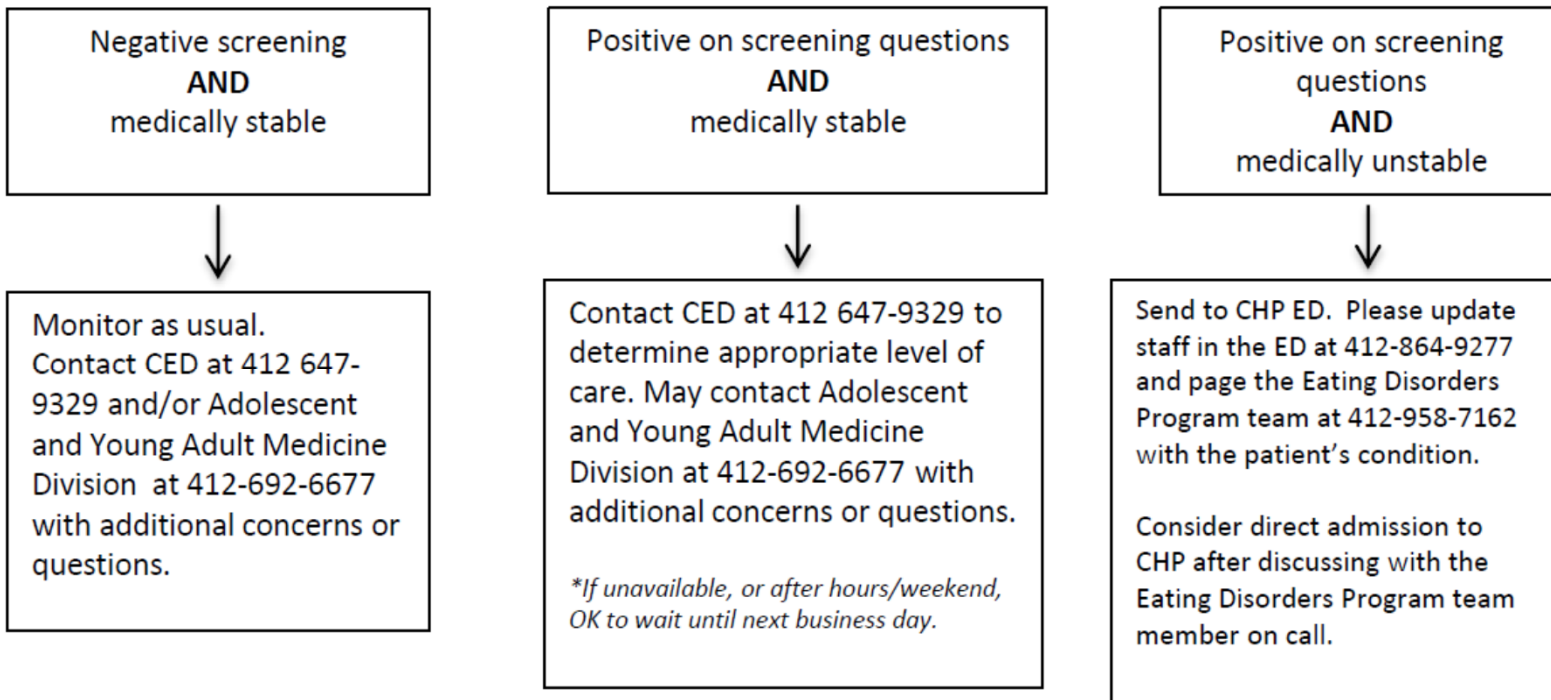 Negative screening
AND
medically stable
Positive on screening questions
AND
medically stable
Positive on screening
questions
AND
medically unstable
Monitor as usual.
Contact CED at 412 647-
9329 and/or Adolescent
and Young Adult Medicine
Division at 412-692-6677
with additional concerns or
questions.
Contact CED at 412 647-9329 to
determine appropriate level of
care. May contact Adolescent
and Young Adult Medicine
Division at 412-692-6677 with
additional concerns or questions.
*If unavailable, or after hours/weekend,
OK to wait until next business day.
Send to CHP ED. Please update
staff in the ED at 412-864-9277
and page the Eating Disorders
Program team at 412-958-7162
with the patient's condition.
Consider direct admission to
CHP after discussing with the
Eating Disorders Program team
member on call.